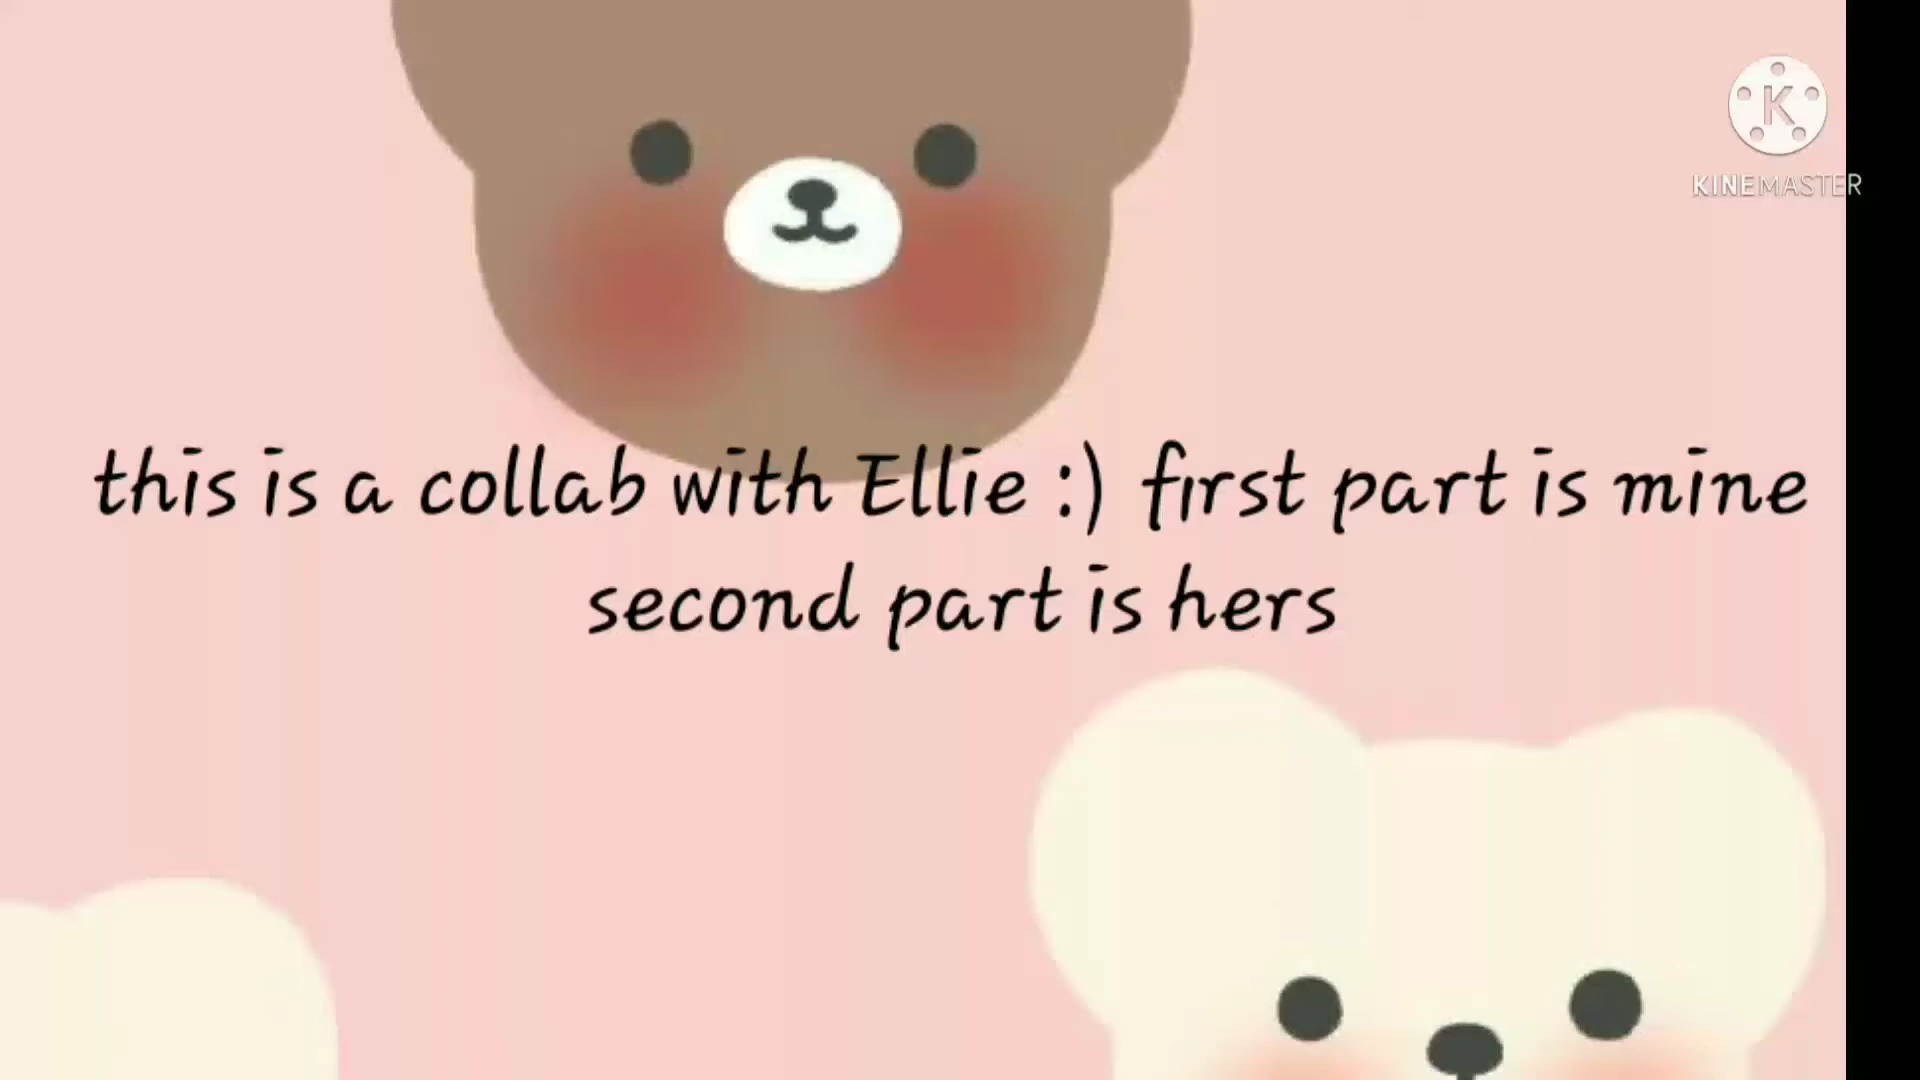 K
KINEMASTER
this is a collab with Ellie :) first part is mine
second part is hers